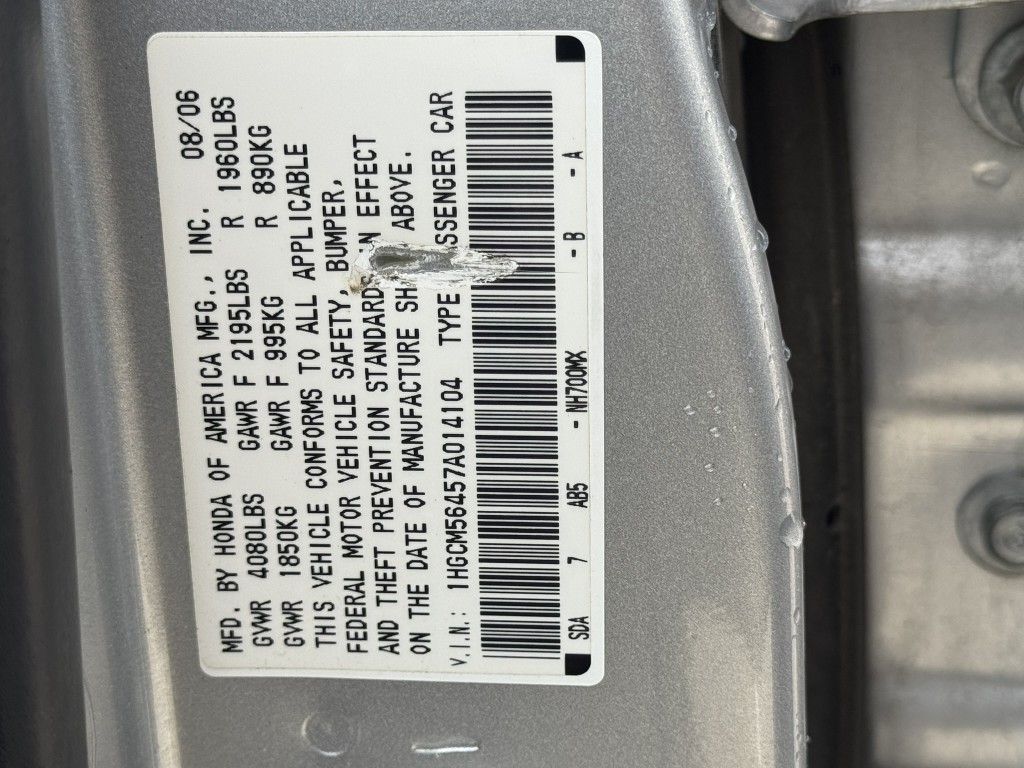 MFD. BY HONDA OF AMERICA MFG., INC. 08/06
GVWR 4080LBS GAWR F 2195LBS R 1960LBS
GVWR 1850KG GAWR F 995KG R 890KG
THIS VEHICLE CONFORMS TO ALL APPLICABLE
FEDERAL MOTOR VEHICLE SAFETY, BUMPER,
AND THEFT PREVENTION STANDARD EFFECT
ON THE DATE OF MANUFACTURE ABOVE.
V.I.N.: 1HGCM56457A014104 TYPE CAR
SDA 7 AB5 - NH700MX - B - A